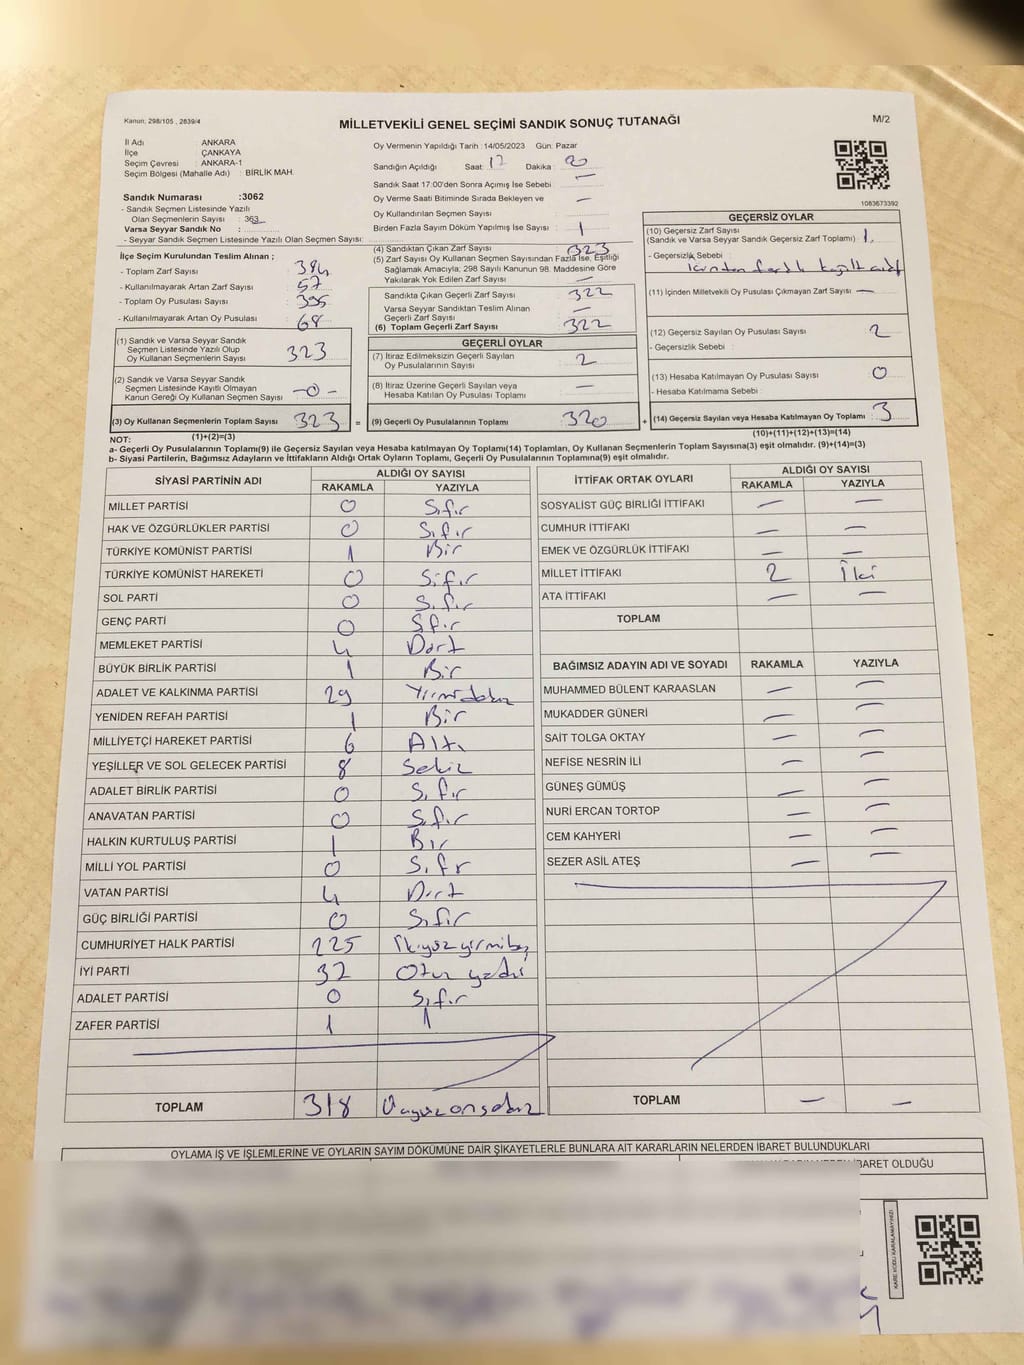 Kanun, 298/105 , 2839/4
MİLLETVEKİLİ GENEL SEÇİMİ SANDIK SONUÇ TUTANAĞI
M/2
İl Adı ANKARA
İlçe ÇANKAYA
Seçim Çevresi : ANKARA-1
Seçim Bölgesi (Mahalle Adı) : BİRLİK MAH.
Sandık Numarası :3062
- Sandık Seçmen Listesinde Yazılı
Olan Seçmenlerin Sayısı : 363
Varsa Seyyar Sandık No :
- Seyyar Sandık Seçmen Listesinde Yazılı Olan Seçmen Sayısı:
Oy Vermenin Yapıldığı Tarih :14/05/2023 Gün: Pazar
Sandığın Açıldığı Saat: 17 Dakika: 20
Sandık Saat 17:00'den Sonra Açımış İse Sebebi —
Oy Verme Saati Bitiminde Sırada Bekleyen ve
Oy Kullandırılan Seçmen Sayısı —
Birden Fazla Sayım Döküm Yapılmış İse Sayısı 1
1083673392
İlçe Seçim Kurulundan Teslim Alınan ;
- Toplam Zarf Sayısı
- Kullanılmayarak Artan Zarf Sayısı 57
- Toplam Oy Pusulası Sayısı
- Kullanılmayarak Artan Oy Pusulası 68
(4) Sandıktan Çıkan Zarf Sayısı 323
(5) Zarf Sayısı Oy Kullanan Seçmen Sayısından Fazla İse, Eşitliği
Sağlamak Amacıyla; 298 Sayılı Kanunun 98. Maddesine Göre
Yakılarak Yok Edilen Zarf Sayısı —
Sandıkta Çıkan Geçerli Zarf Sayısı 322
Varsa Seyyar Sandıktan Teslim Alınan
Geçerli Zarf Sayısı —
(6) Toplam Geçerli Zarf Sayısı 322
GEÇERSİZ OYLAR
(10) Geçersiz Zarf Sayısı
(Sandık ve Varsa Seyyar Sandık Geçersiz Zarf Toplamı) 1
- Geçersizlik Sebebi :
(11) İçinden Milletvekili Oy Pusulası Çıkmayan Zarf Sayısı —
(12) Geçersiz Sayılan Oy Pusulası Sayısı 2
- Geçersizlik Sebebi :
(13) Hesaba Katılmayan Oy Pusulası Sayısı 0
- Hesaba Katılmama Sebebi :
(14) Geçersiz Sayılan veya Hesaba Katılmayan Oy Toplamı 3
(10)+(11)+(12)+(13)=(14)
(1) Sandık ve Varsa Seyyar Sandık
Seçmen Listesinde Yazılı Olup
Oy Kullanan Seçmenlerin Sayısı 323
(2) Sandık ve Varsa Seyyar Sandık
Seçmen Listesinde Kayıtlı Olmayan
Kanun Gereği Oy Kullanan Seçmen Sayısı -0-
(3) Oy Kullanan Seçmenlerin Toplam Sayısı 323 =
(1)+(2)=(3)
GEÇERLİ OYLAR
(7) İtiraz Edilmeksizin Geçerli Sayılan
Oy Pusulalarının Sayısı 2
(8) İtiraz Üzerine Geçerli Sayılan veya
Hesaba Katılan Oy Pusulası Toplamı —
(9) Geçerli Oy Pusulalarının Toplamı 320 +
NOT:
a- Geçerli Oy Pusulalarının Toplamı(9) ile Geçersiz Sayılan veya Hesaba katılmayan Oy Toplamı(14) Toplamları, Oy Kullanan Seçmenlerin Toplam Sayısına(3) eşit olmalıdır. (9)+(14)=(3)
b- Siyasi Partilerin, Bağımsız Adayların ve İttifakların Aldığı Ortak Oyların Toplamı, Geçerli Oy Pusulalarının Toplamına(9) eşit olmalıdır.
SİYASİ PARTİNİN ADI ALDIĞI OY SAYISI
RAKAMLA YAZIYLA
MİLLET PARTİSİ 0 Sıfır
HAK VE ÖZGÜRLÜKLER PARTİSİ 0 Sıfır
TÜRKİYE KOMÜNİST PARTİSİ 1 Bir
TÜRKİYE KOMÜNİST HAREKETİ 0 Sıfır
SOL PARTİ 0 Sıfır
GENÇ PARTİ 0 Sfır
MEMLEKET PARTİSİ 4 Dört
BÜYÜK BİRLİK PARTİSİ 1 Bir
ADALET VE KALKINMA PARTİSİ 29 Yirmidokuz
YENİDEN REFAH PARTİSİ 1 Bir
MİLLİYETÇİ HAREKET PARTİSİ 6 Altı
YEŞİLLER VE SOL GELECEK PARTİSİ 8 Sekiz
ADALET BİRLİK PARTİSİ 0 Sıfır
ANAVATAN PARTİSİ 0 Sıfır
HALKIN KURTULUŞ PARTİSİ 1 Bir
MİLLİ YOL PARTİSİ 0 Sıfr
VATAN PARTİSİ 4 Dört
GÜÇ BİRLİĞİ PARTİSİ 0 Sıfir
CUMHURİYET HALK PARTİSİ 225 İkiyüzyirmibeş
İYİ PARTİ 37 Otuz yedi
ADALET PARTİSİ 0 Sıfır
ZAFER PARTİSİ 1 1
TOPLAM 318 Üçyüzonsekiz
İTTİFAK ORTAK OYLARI ALDIĞI OY SAYISI
RAKAMLA YAZIYLA
SOSYALİST GÜÇ BİRLİĞİ İTTİFAKI — —
CUMHUR İTTİFAKI — —
EMEK VE ÖZGÜRLÜK İTTİFAKI — —
MİLLET İTTİFAKI 2 İki
ATA İTTİFAKI — —
TOPLAM
BAĞIMSIZ ADAYIN ADI VE SOYADI RAKAMLA YAZIYLA
MUHAMMED BÜLENT KARAASLAN — —
MUKADDER GÜNERİ — —
SAİT TOLGA OKTAY — —
NEFİSE NESRİN İLİ — —
GÜNEŞ GÜMÜŞ — —
NURİ ERCAN TORTOP — —
CEM KAHYERİ — —
SEZER ASİL ATEŞ — —
TOPLAM — —
OYLAMA İŞ VE İŞLEMLERİNE VE OYLARIN SAYIM DÖKÜMÜNE DAİR ŞİKAYETLERLE BUNLARA AİT KARARLARIN NELERDEN İBARET BULUNDUKLARI
İBARET OLDUĞU
KARE KODU KARALAMAYINIZ!